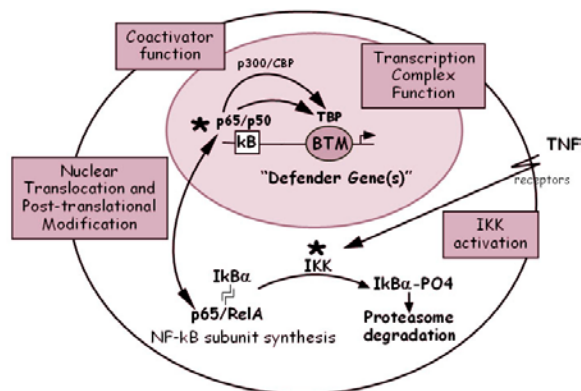 Coactivator
function
Transcription
Complex
Function
p300/CBP
* p65/p50
TBP
kB
BTM
"Defender Gene(s)"
TNF
receptors
Nuclear
Translocation and
Post-translational
Modification
IKK
activation
*
IKK
IkBα
IkBα-PO4
p65/RelA
NF-kB subunit synthesis
Proteasome
degradation